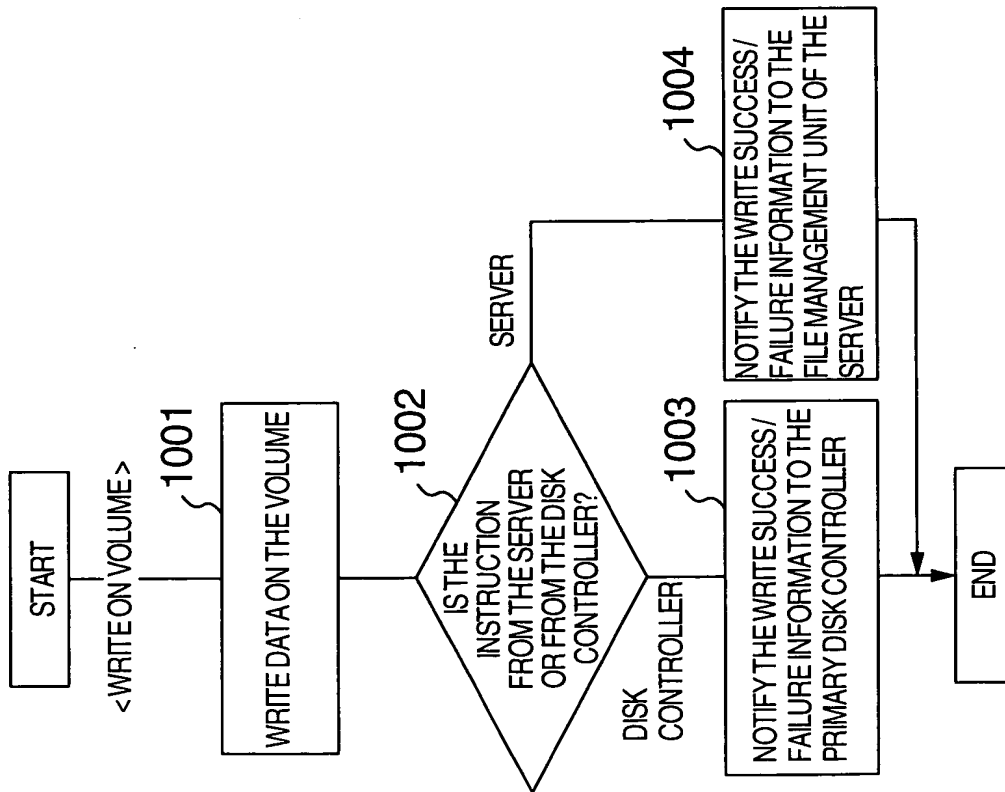 START
<WRITE ON VOLUME>
1001
WRITE DATA ON THE VOLUME
1002
IS THE
INSTRUCTION
FROM THE SERVER
OR FROM THE DISK
CONTROLLER?
SERVER
DISK
CONTROLLER
1003
NOTIFY THE WRITE SUCCESS/
FAILURE INFORMATION TO THE
PRIMARY DISK CONTROLLER
1004
NOTIFY THE WRITE SUCCESS/
FAILURE INFORMATION TO THE
FILE MANAGEMENT UNIT OF THE
SERVER
END